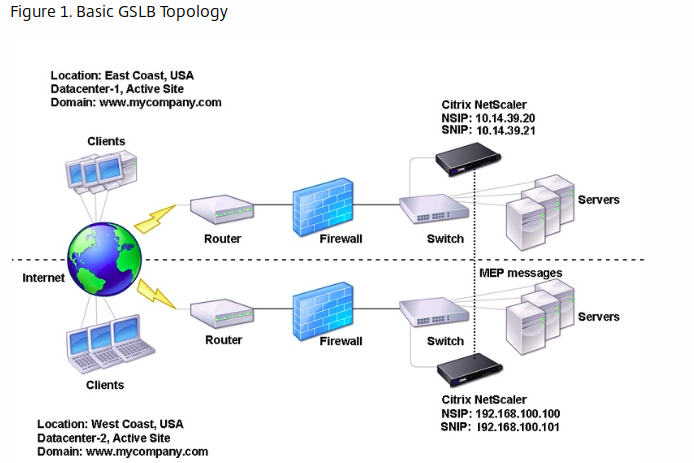 Figure 1. Basic GSLB Topology
Location: East Coast, USA
Datacenter-1, Active Site
Domain: www.mycompany.com
Citrix NetScaler
NSIP: 10.14.39.20
SNIP: 10.14.39.21
Clients
Servers
Router
Firewall
Switch
Internet
MEP messages
Servers
Router
Firewall
Switch
Clients
Citrix NetScaler
NSIP: 192.168.100.100
SNIP: 192.168.100.101
Location: West Coast, USA
Datacenter-2, Active Site
Domain: www.mycompany.com